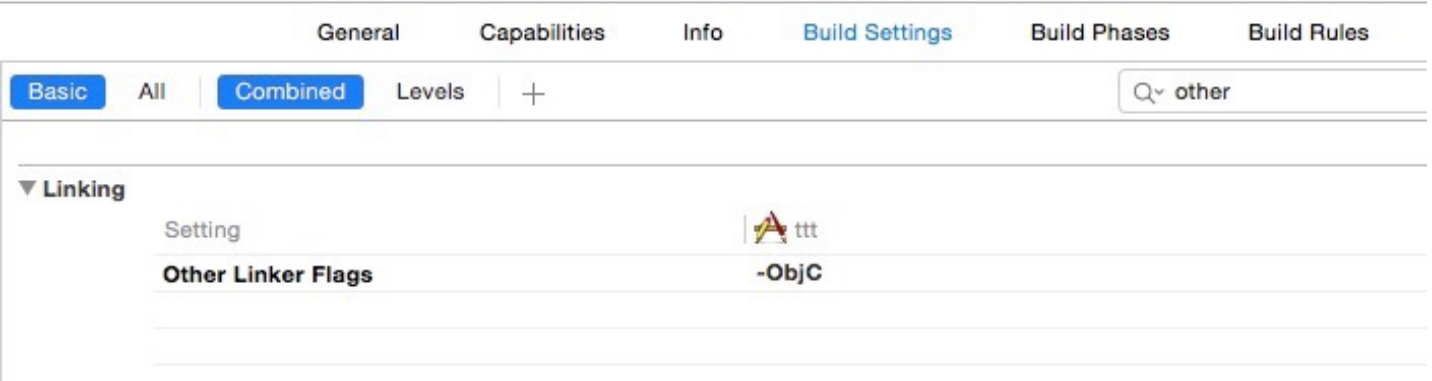 General Capabilities Info Build Settings Build Phases Build Rules
Basic All Combined Levels + other
Linking
Setting ttt
Other Linker Flags -ObjC